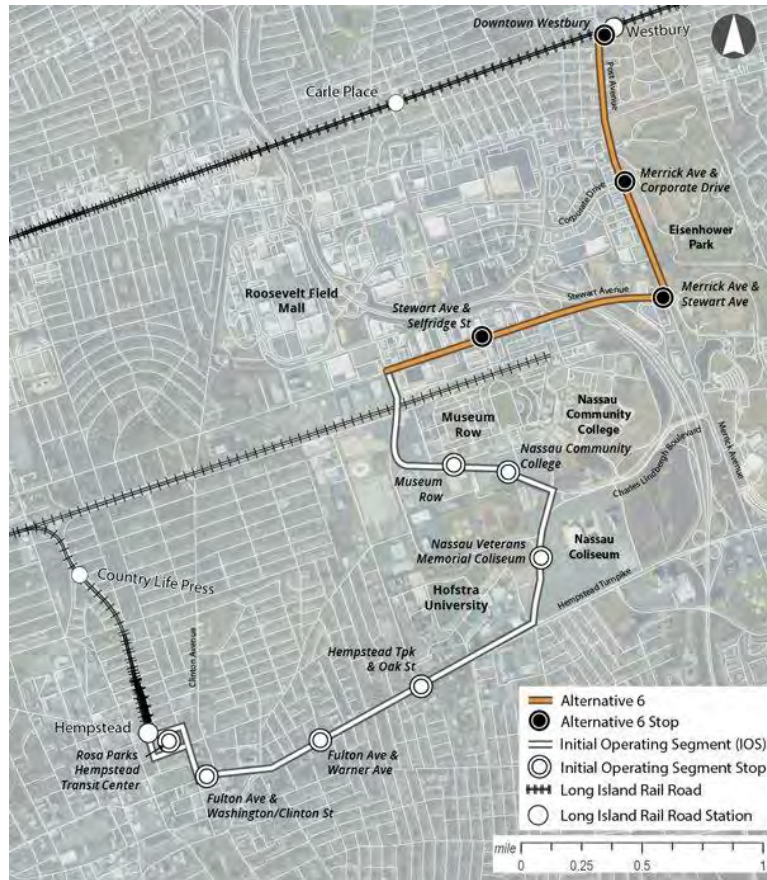 Downtown Westbury
Westbury
Post Avenue
Carle Place
Merrick Ave &
Corporate Drive
Corporate Drive
Eisenhower
Park
Roosevelt Field
Mall
Stewart Avenue
Merrick Ave &
Stewart Ave
Stewart Ave &
Selfridge St
Nassau
Community
College
Museum
Row
Nassau Community
College
Charles Lindbergh Boulevard
Merrick Avenue
Museum
Row
Nassau Veterans
Memorial Coliseum
Nassau
Coliseum
Country Life Press
Hofstra
University
Hempstead Turnpike
Clinton Avenue
Hempstead Tpk
& Oak St
Hempstead
Rosa Parks
Hempstead
Transit Center
Fulton Ave &
Warner Ave
Fulton Ave &
Washington/Clinton St
Alternative 6
Alternative 6 Stop
Initial Operating Segment (IOS)
Initial Operating Segment Stop
Long Island Rail Road
Long Island Rail Road Station
mile
0 0.25 0.5 1